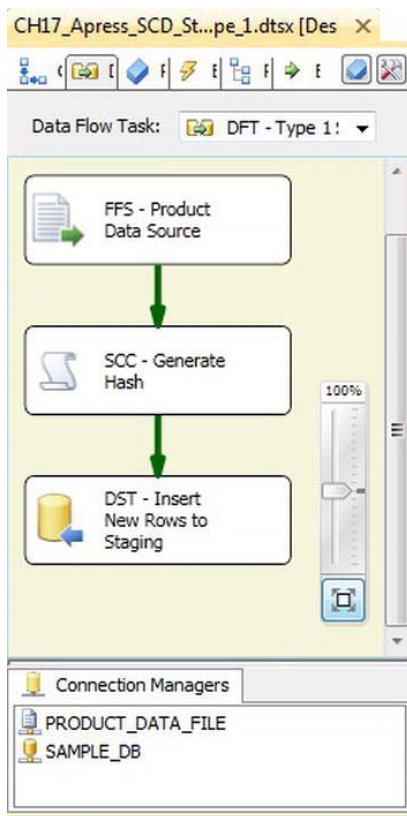 CH17_Apress_SCD_St...pe_1.dtsx [Des
Data Flow Task: DFT - Type 1:
FFS - Product
Data Source
SCC - Generate
Hash
100%
DST - Insert
New Rows to
Staging
Connection Managers
PRODUCT_DATA_FILE
SAMPLE_DB